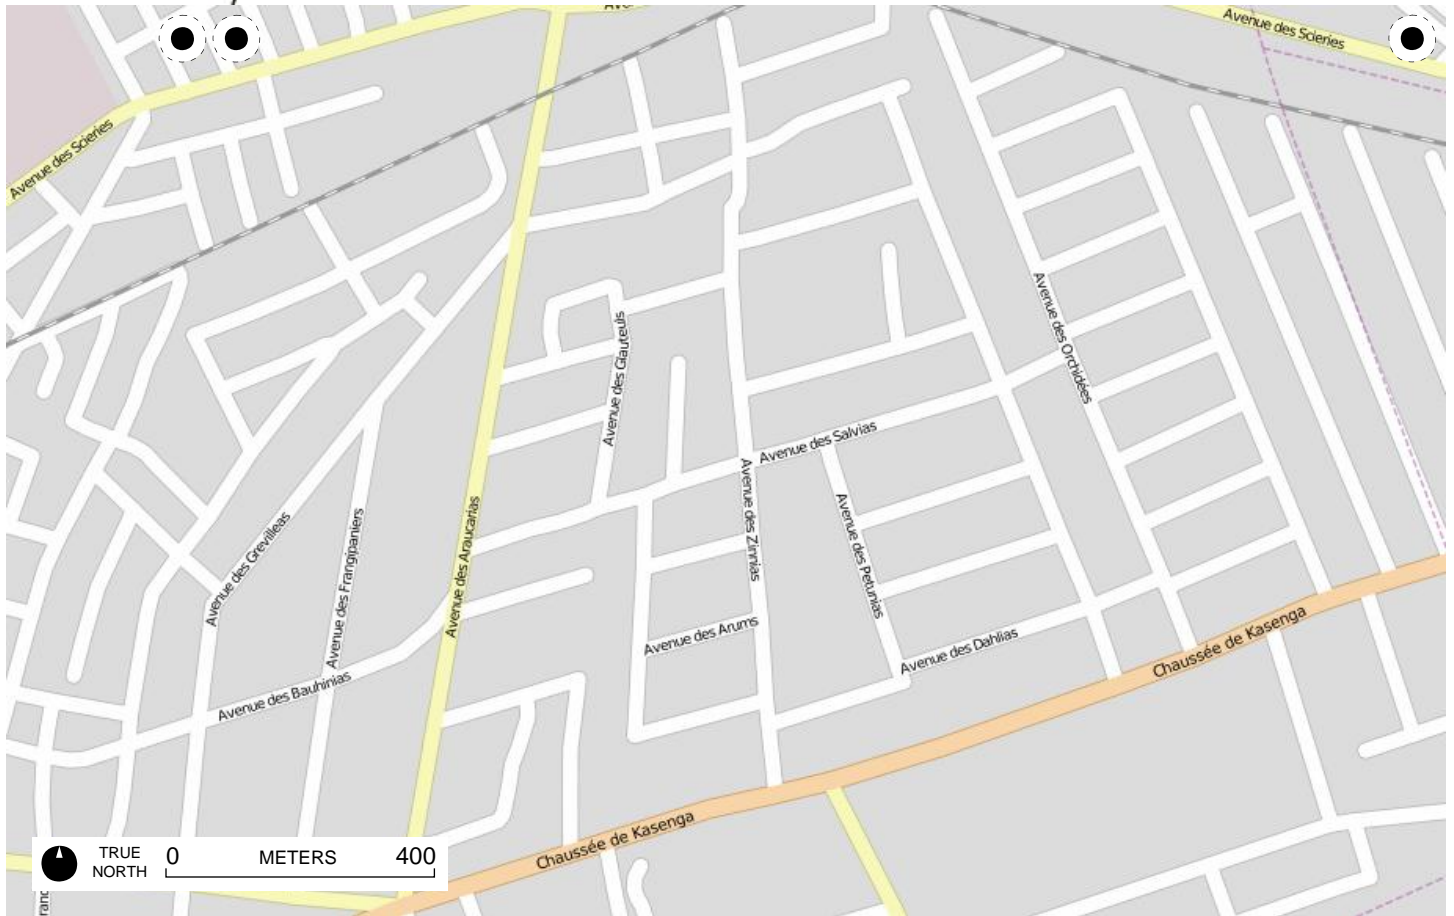 Avenue des Scieries
Avenue des Scieries
Avenue des Orchidées
Avenue des Glauteuls
Avenue des Salvias
Avenue des Zinnias
Avenue des Petunias
Avenue des Araucarias
Avenue des Grevilleas
Avenue des Frangipaniers
Avenue des Arums
Avenue des Dahlias
Avenue des Bauhinias
Chaussée de Kasenga
Chaussée de Kasenga
TRUE
NORTH
0 METERS 400